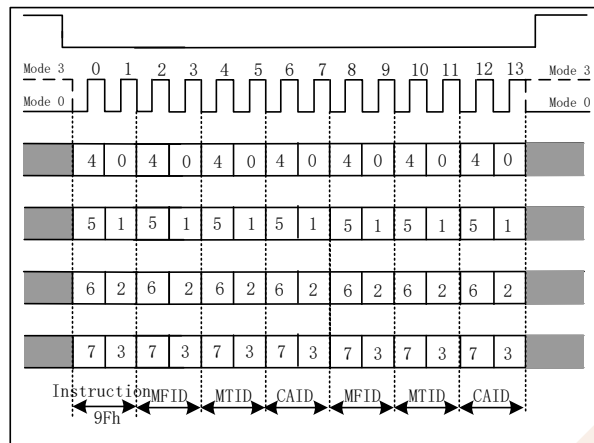 Mode 3 0 1 2 3 4 5 6 7 8 9 10 11 12 13 Mode 3
Mode 0 Mode 0
4 0 4 0 4 0 4 0 4 0 4 0 4 0
5 1 5 1 5 1 5 1 5 1 5 1 5 1
6 2 6 2 6 2 6 2 6 2 6 2 6 2
7 3 7 3 7 3 7 3 7 3 7 3 7 3
Instruction MFID MTID CAID MFID MTID CAID
9Fh